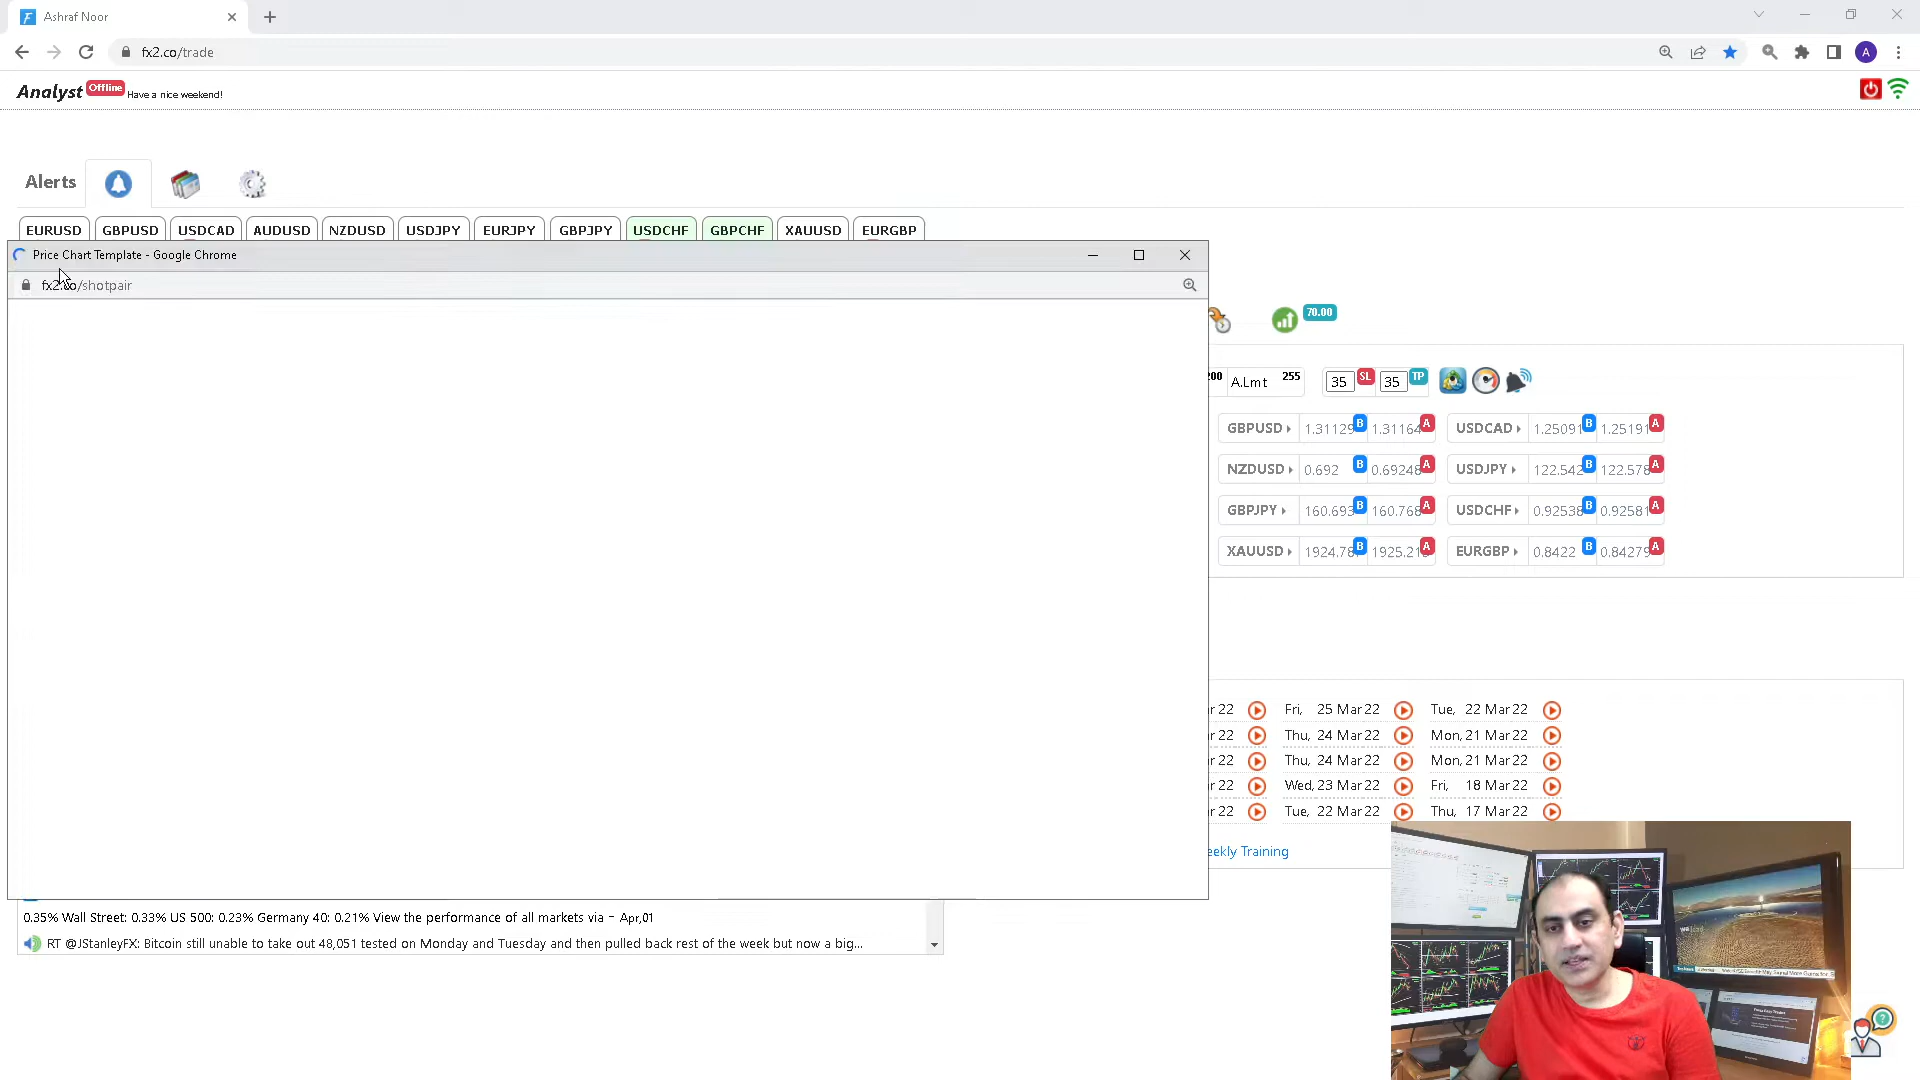 Ashraf Noor
fx2.co/trade
A
Analyst Offline Have a nice weekend!
Alerts
EURUSD GBPUSD USDCAD AUDUSD NZDUSD USDJPY EURJPY GBPJPY USDCHF GBPCHF XAUUSD EURGBP
Price Chart Template - Google Chrome
fx2.co/shotpair
70.00
200 A.Lmt 255 35 SL 35 TP
GBPUSD 1.31129 B 1.31164 A USDCAD 1.25091 B 1.25191 A
NZDUSD 0.692 B 0.69248 A USDJPY 122.542 B 122.578 A
GBPJPY 160.693 B 160.768 A USDCHF 0.92538 B 0.92581 A
XAUUSD 1924.78 B 1925.21 A EURGBP 0.8422 B 0.84279 A
r 22 Fri, 25 Mar 22 Tue, 22 Mar 22
r 22 Thu, 24 Mar 22 Mon, 21 Mar 22
r 22 Thu, 24 Mar 22 Mon, 21 Mar 22
r 22 Wed, 23 Mar 22 Fri, 18 Mar 22
r 22 Tue, 22 Mar 22 Thu, 17 Mar 22
eekly Training
0.35% Wall Street: 0.33% US 500: 0.23% Germany 40: 0.21% View the performance of all markets via - Apr,01
RT @JStanleyFX: Bitcoin still unable to take out 48,051 tested on Monday and Tuesday and then pulled back rest of the week but now a big...